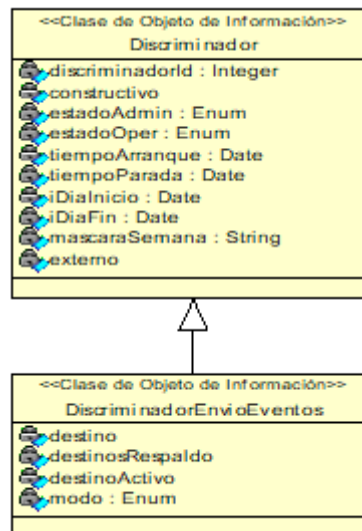 <<Clase de Objeto de Información>>
Discriminador
discriminadorId : Integer
constructivo
estadoAdmin : Enum
estadoOper : Enum
tiempoArranque : Date
tiempoParada : Date
iDiaInicio : Date
iDiaFin : Date
mascaraSemana : String
externo
<<Clase de Objeto de Información>>
DiscriminadorEnvioEventos
destino
destinosRespaldo
destinoActivo
modo : Enum